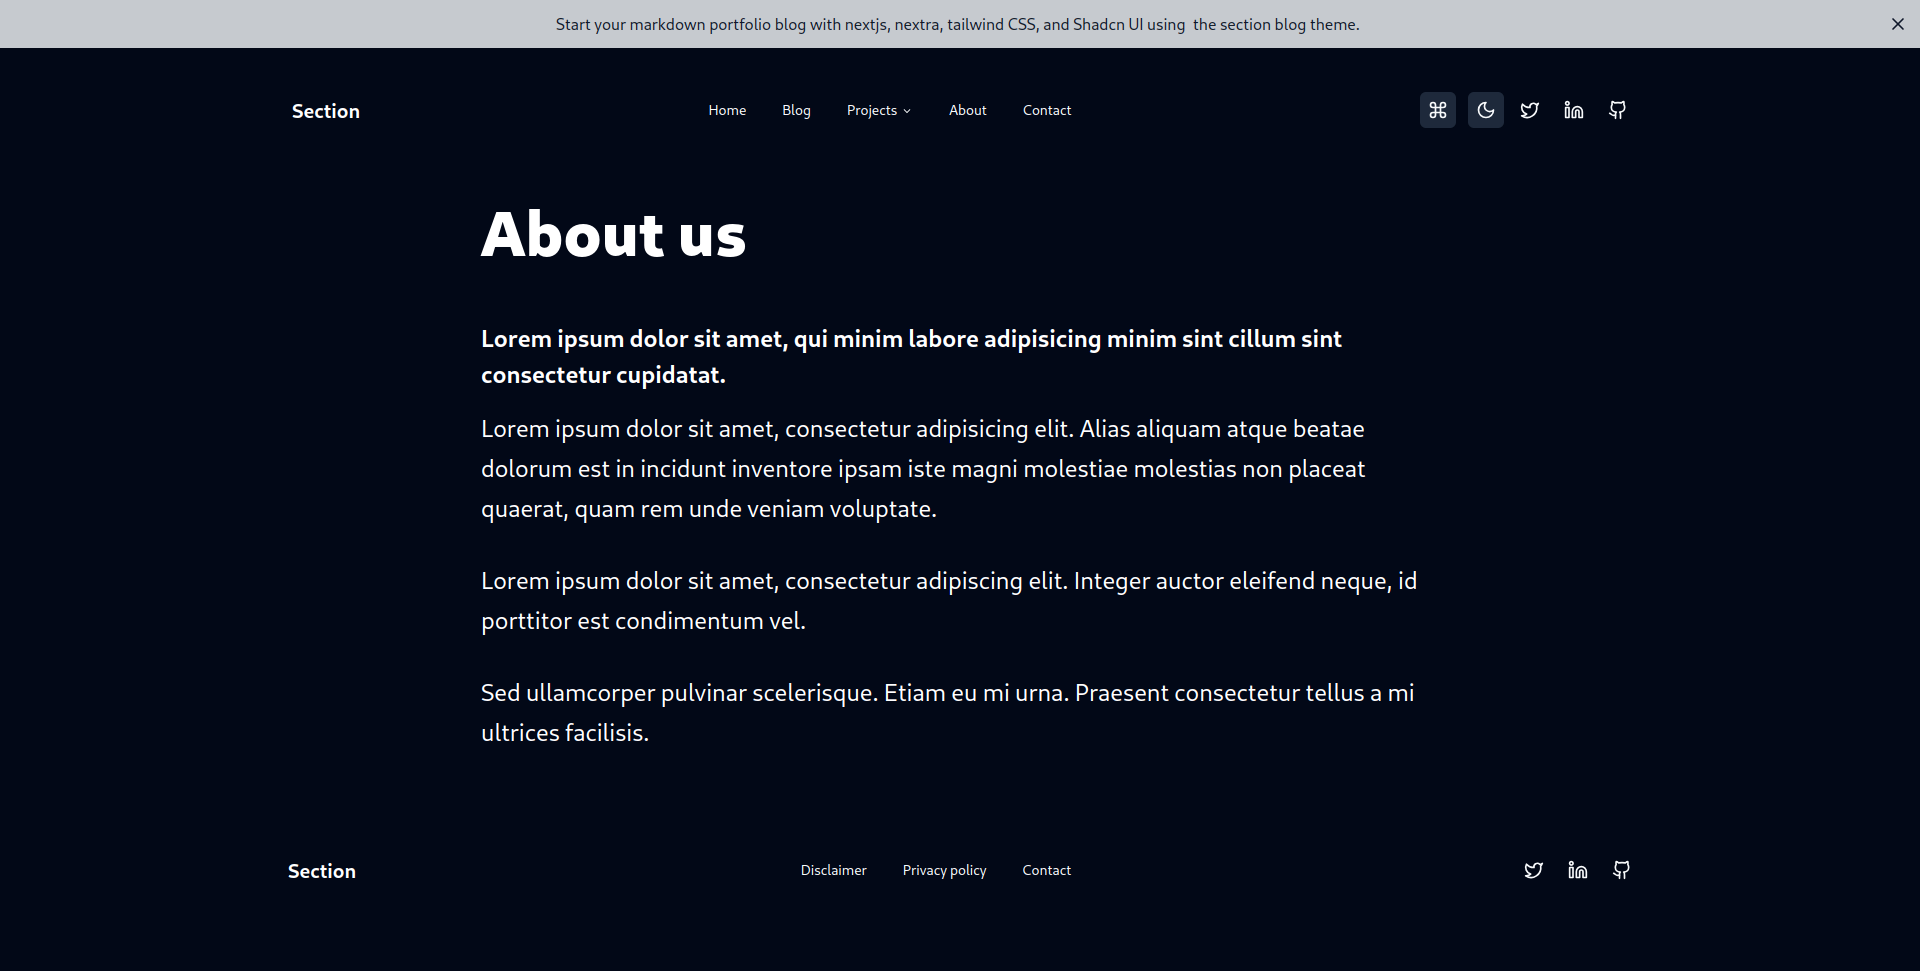 Start your markdown portfolio blog with nextjs, nextra, tailwind CSS, and Shadcn UI using  the section blog theme.
Section
Home
Blog
Projects
About
Contact
About us
Lorem ipsum dolor sit amet, qui minim labore adipisicing minim sint cillum sint
consectetur cupidatat.
Lorem ipsum dolor sit amet, consectetur adipisicing elit. Alias aliquam atque beatae
dolorum est in incidunt inventore ipsam iste magni molestiae molestias non placeat
quaerat, quam rem unde veniam voluptate.
Lorem ipsum dolor sit amet, consectetur adipiscing elit. Integer auctor eleifend neque, id
porttitor est condimentum vel.
Sed ullamcorper pulvinar scelerisque. Etiam eu mi urna. Praesent consectetur tellus a mi
ultrices facilisis.
Section
Disclaimer
Privacy policy
Contact